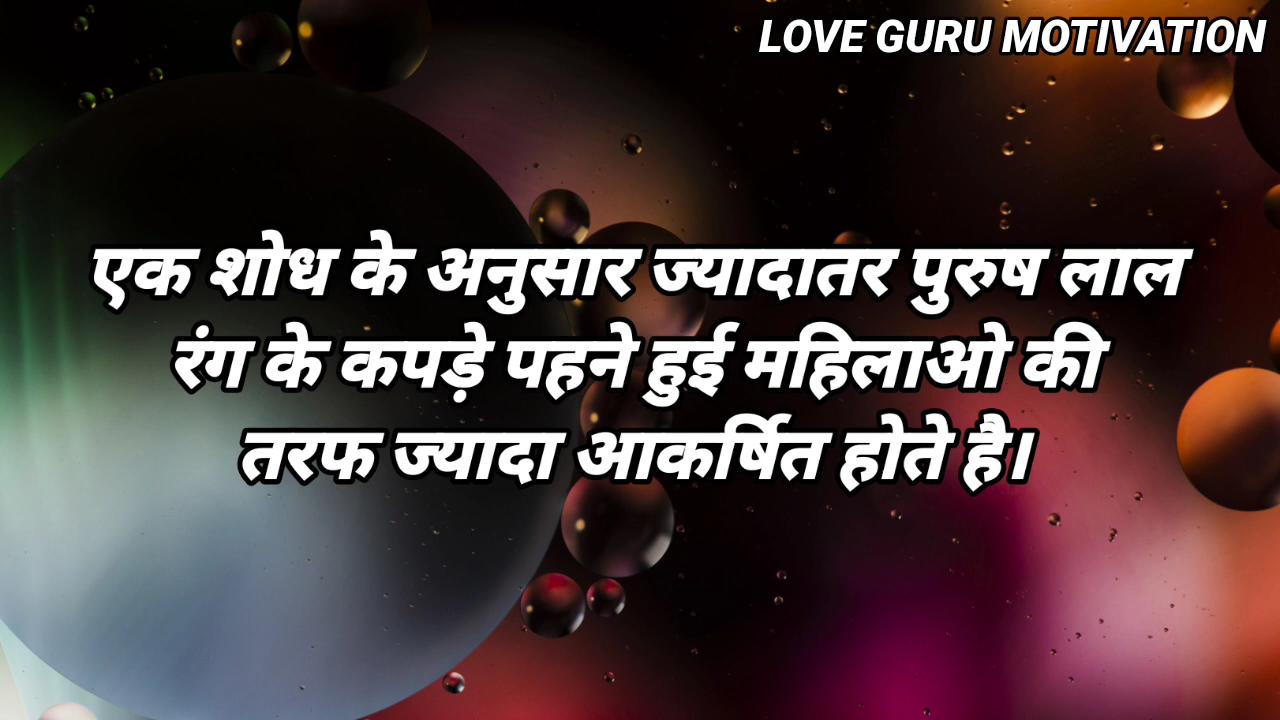 LOVE GURU MOTIVATION
एक शोध के अनुसार ज्यादातर पुरुष लाल
रंग के कपड़े पहने हुई महिलाओ की
तरफ ज्यादा आकर्षित होते है।